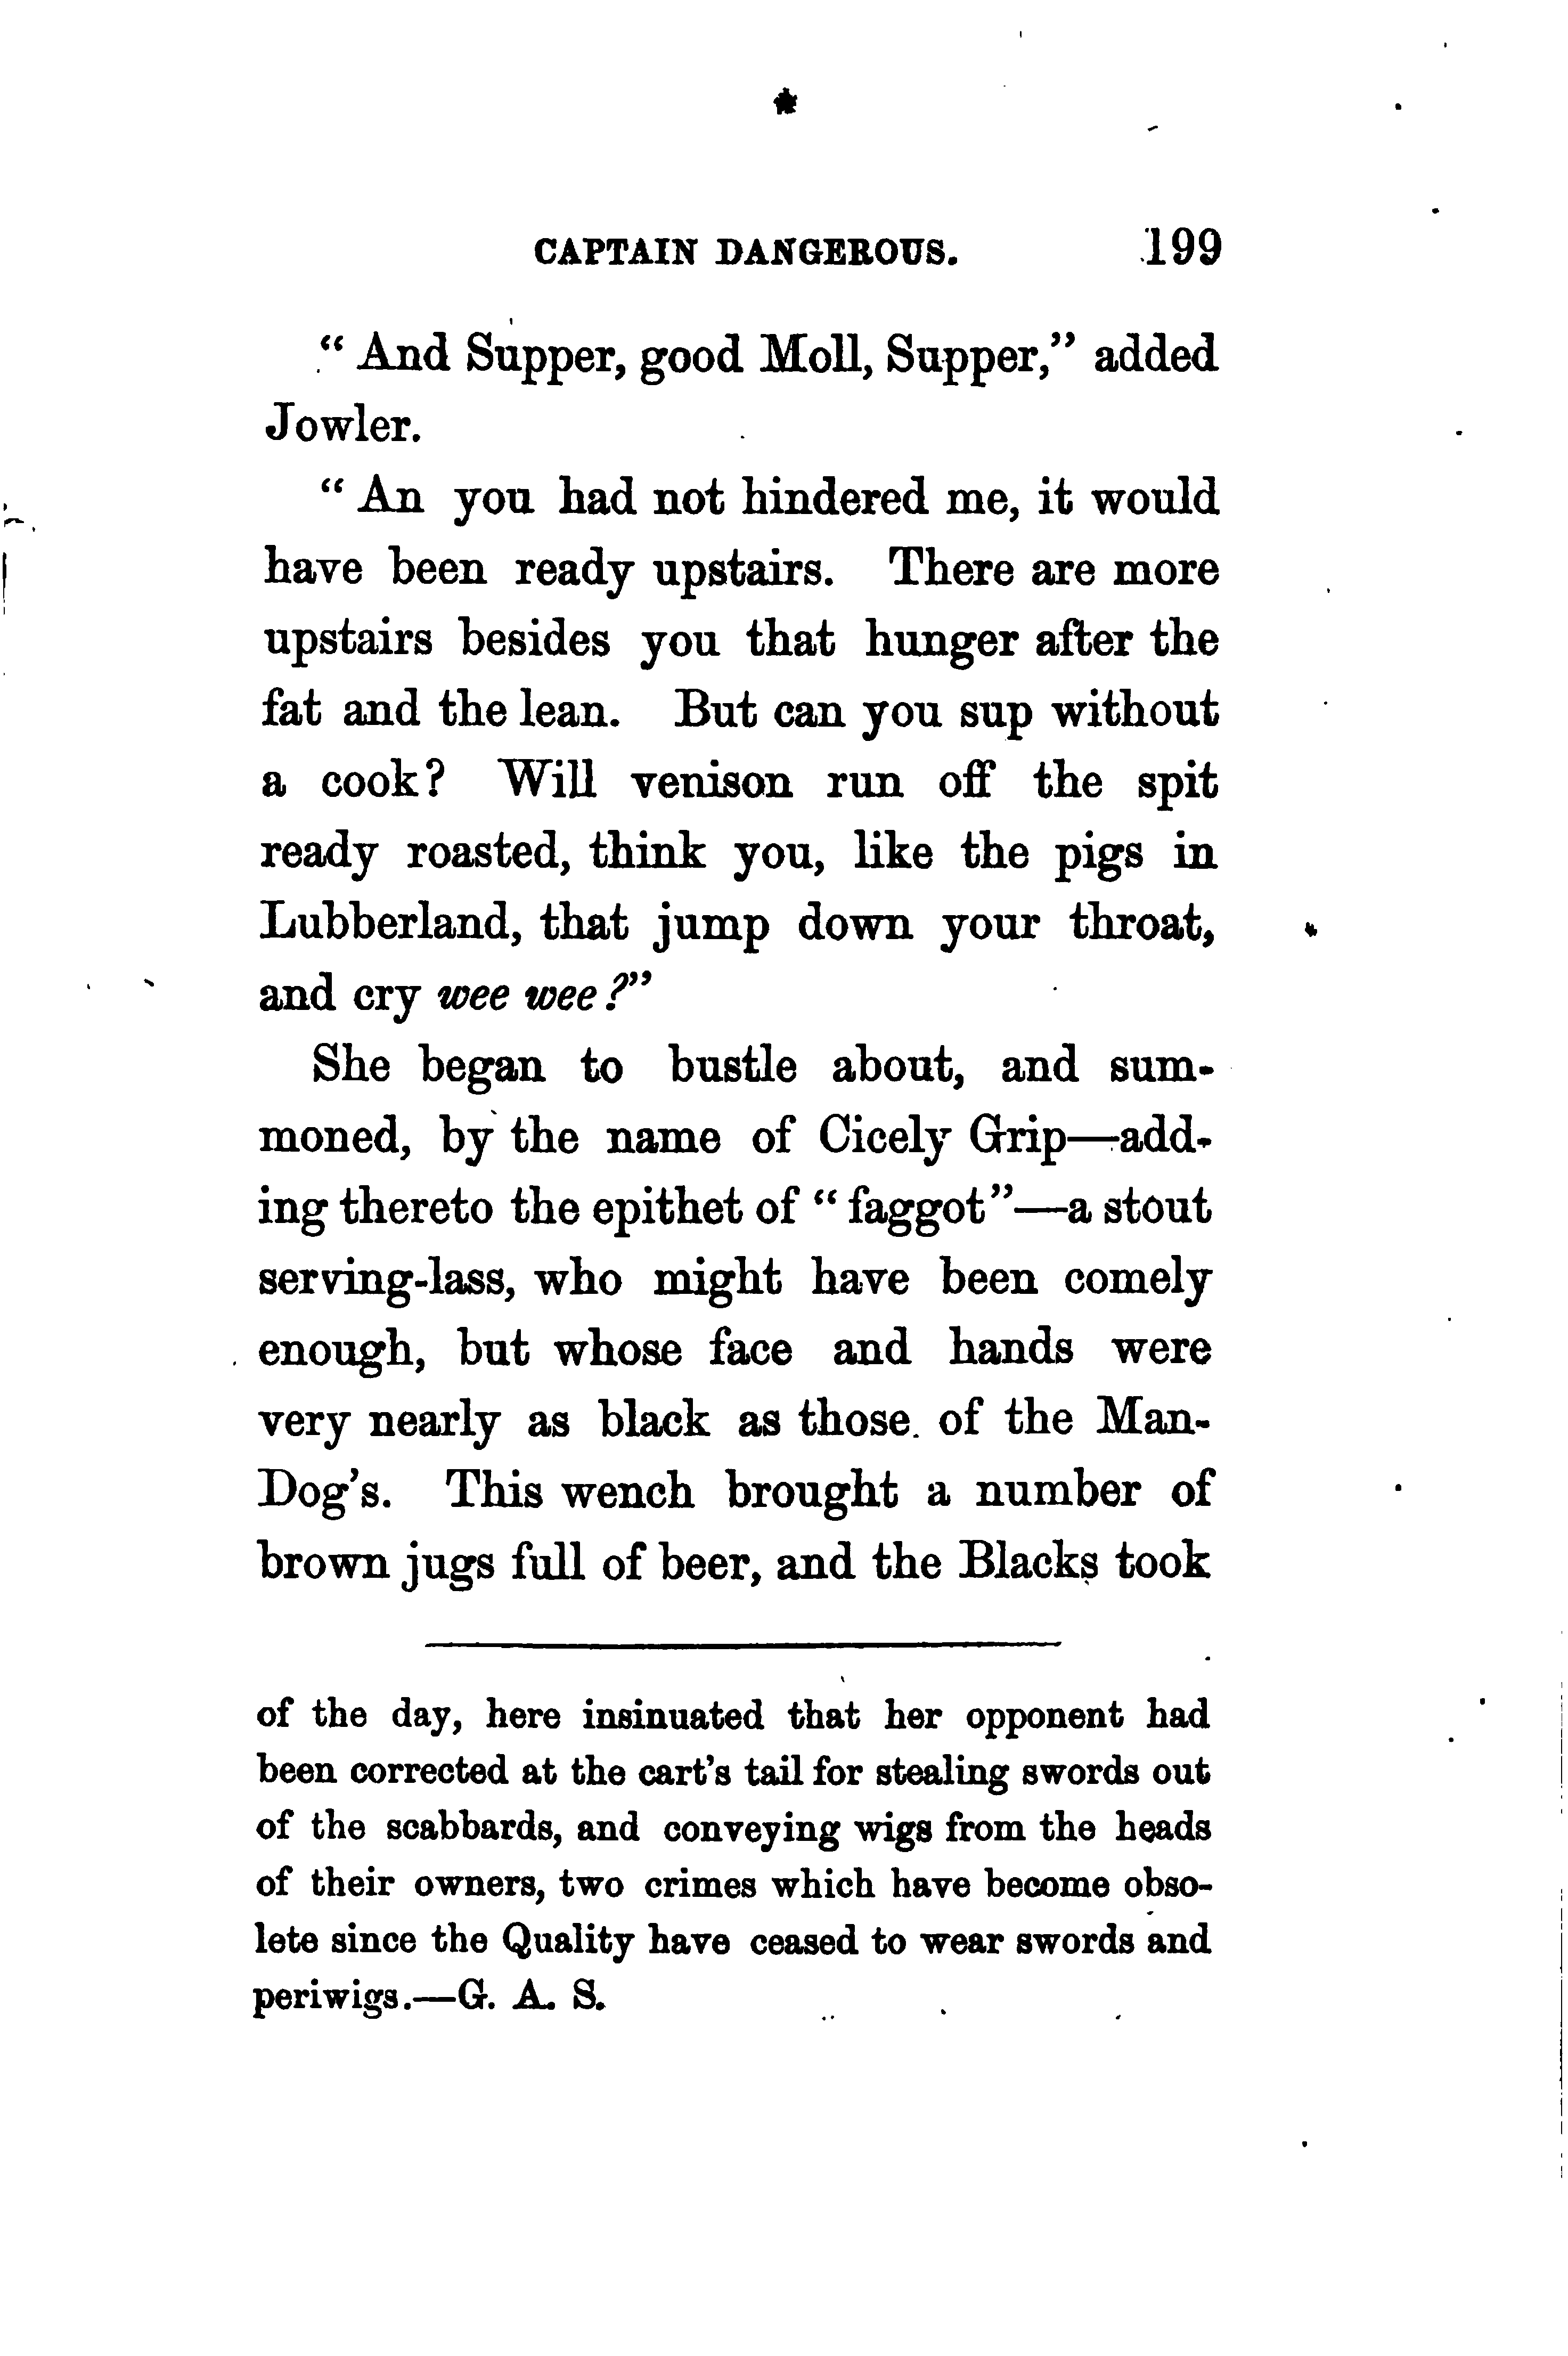 CAPTAIN DANGEROUS. 199
“ And Supper, good Moll, Supper,” added
Jowler.
“ An you had not hindered me, it would
have been ready upstairs. There are more
upstairs besides you that hunger after the
fat and the lean. But can you sup without
a cook? Will venison run off the spit
ready roasted, think you, like the pigs in
Lubberland, that jump down your throat,
and cry wee wee?”
She began to bustle about, and sum-
moned, by the name of Cicely Grip—add-
ing thereto the epithet of “ faggot”—a stout
serving-lass, who might have been comely
enough, but whose face and hands were
very nearly as black as those of the Man-
Dog’s. This wench brought a number of
brown jugs full of beer, and the Blacks took
of the day, here insinuated that her opponent had
been corrected at the cart’s tail for stealing swords out
of the scabbards, and conveying wigs from the heads
of their owners, two crimes which have become obso-
lete since the Quality have ceased to wear swords and
periwigs.—G. A. S.